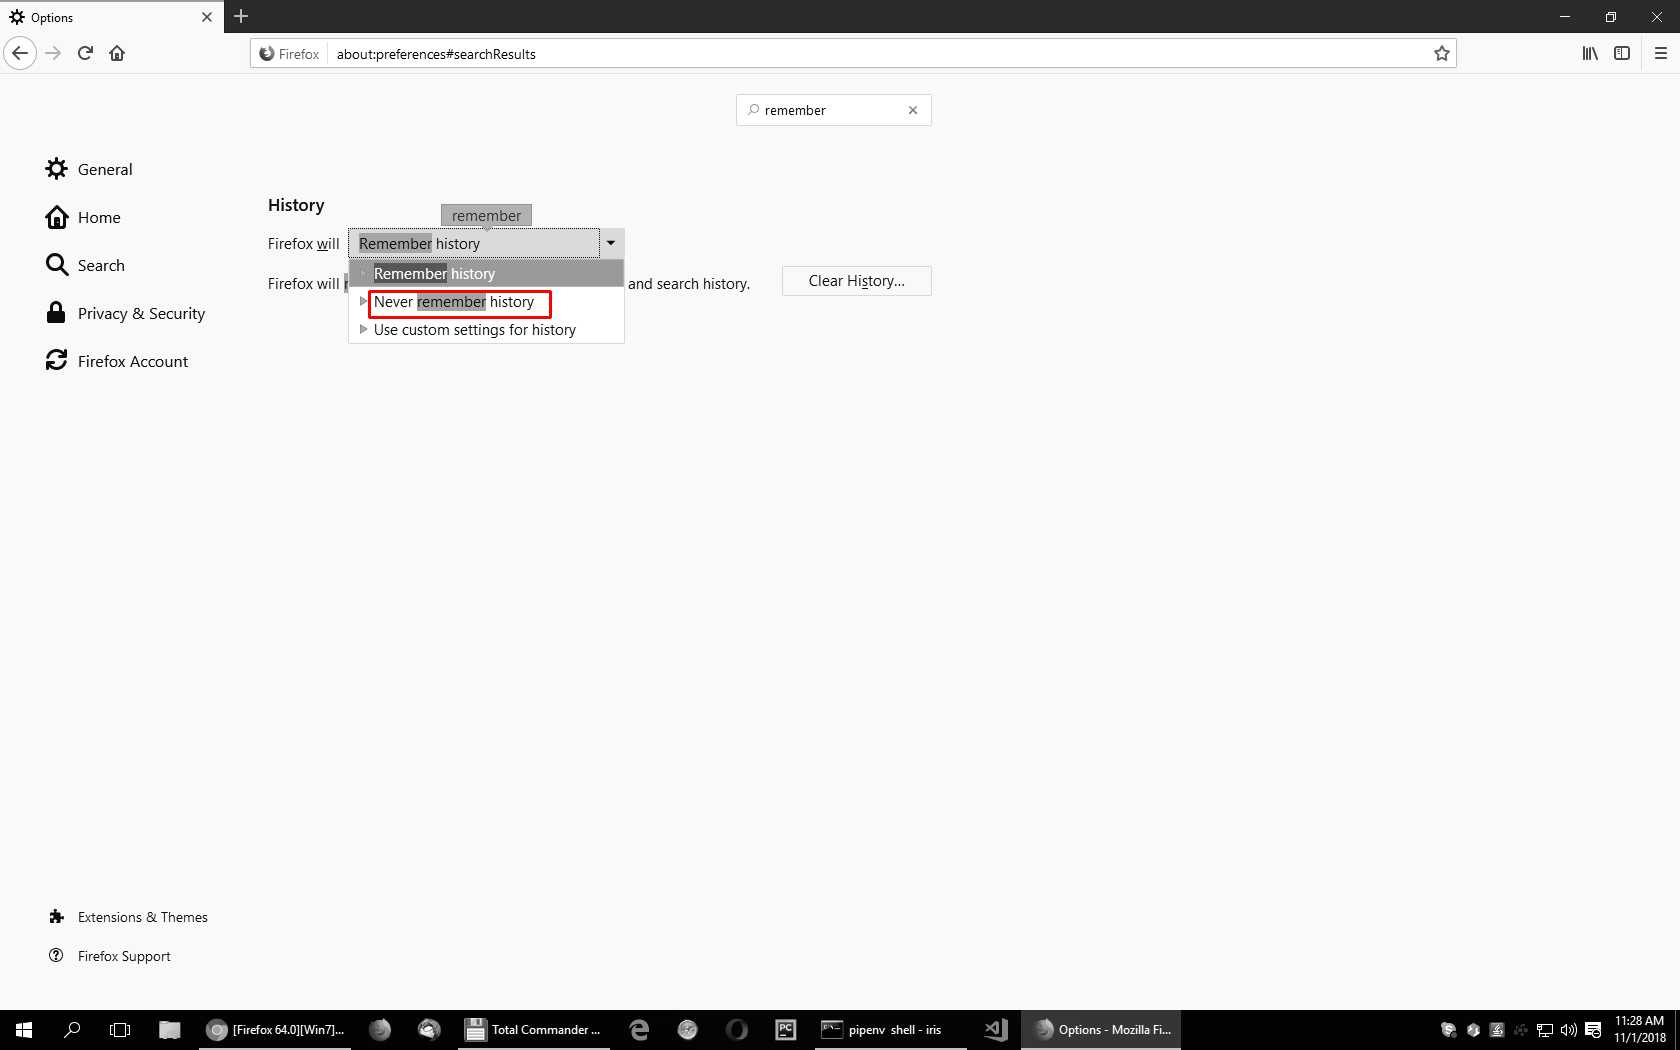 Options
Firefox
about:preferences#searchResults
remember
General
Home
Search
Privacy & Security
Firefox Account
History
remember
Firefox will
Remember history
Remember history
Never remember history
Use custom settings for history
Firefox will
and search history.
Clear History...
Extensions & Themes
Firefox Support
[Firefox 64.0][Win7]...
Total Commander ...
PC
pipenv shell - iris
Options - Mozilla Fi...
11:28 AM
11/1/2018